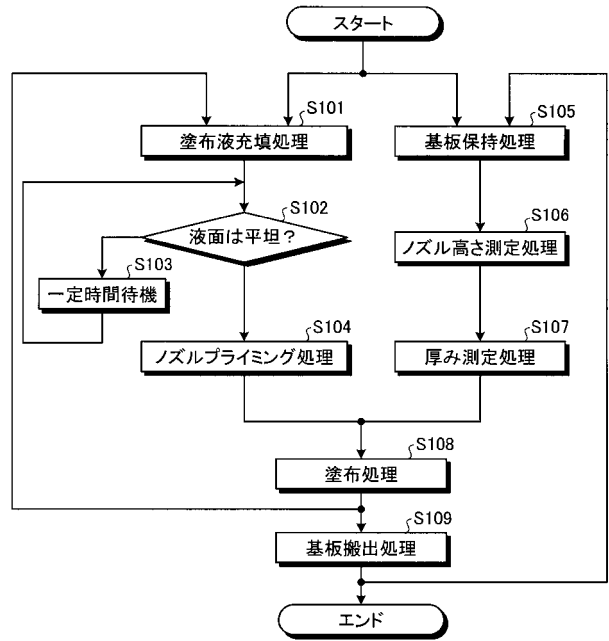 スタート
S101
塗布液充填処理
S105
基板保持処理
S102
液面は平坦？
S106
ノズル高さ測定処理
S103
一定時間待機
S104
ノズルプライミング処理
S107
厚み測定処理
S108
塗布処理
S109
基板搬出処理
エンド